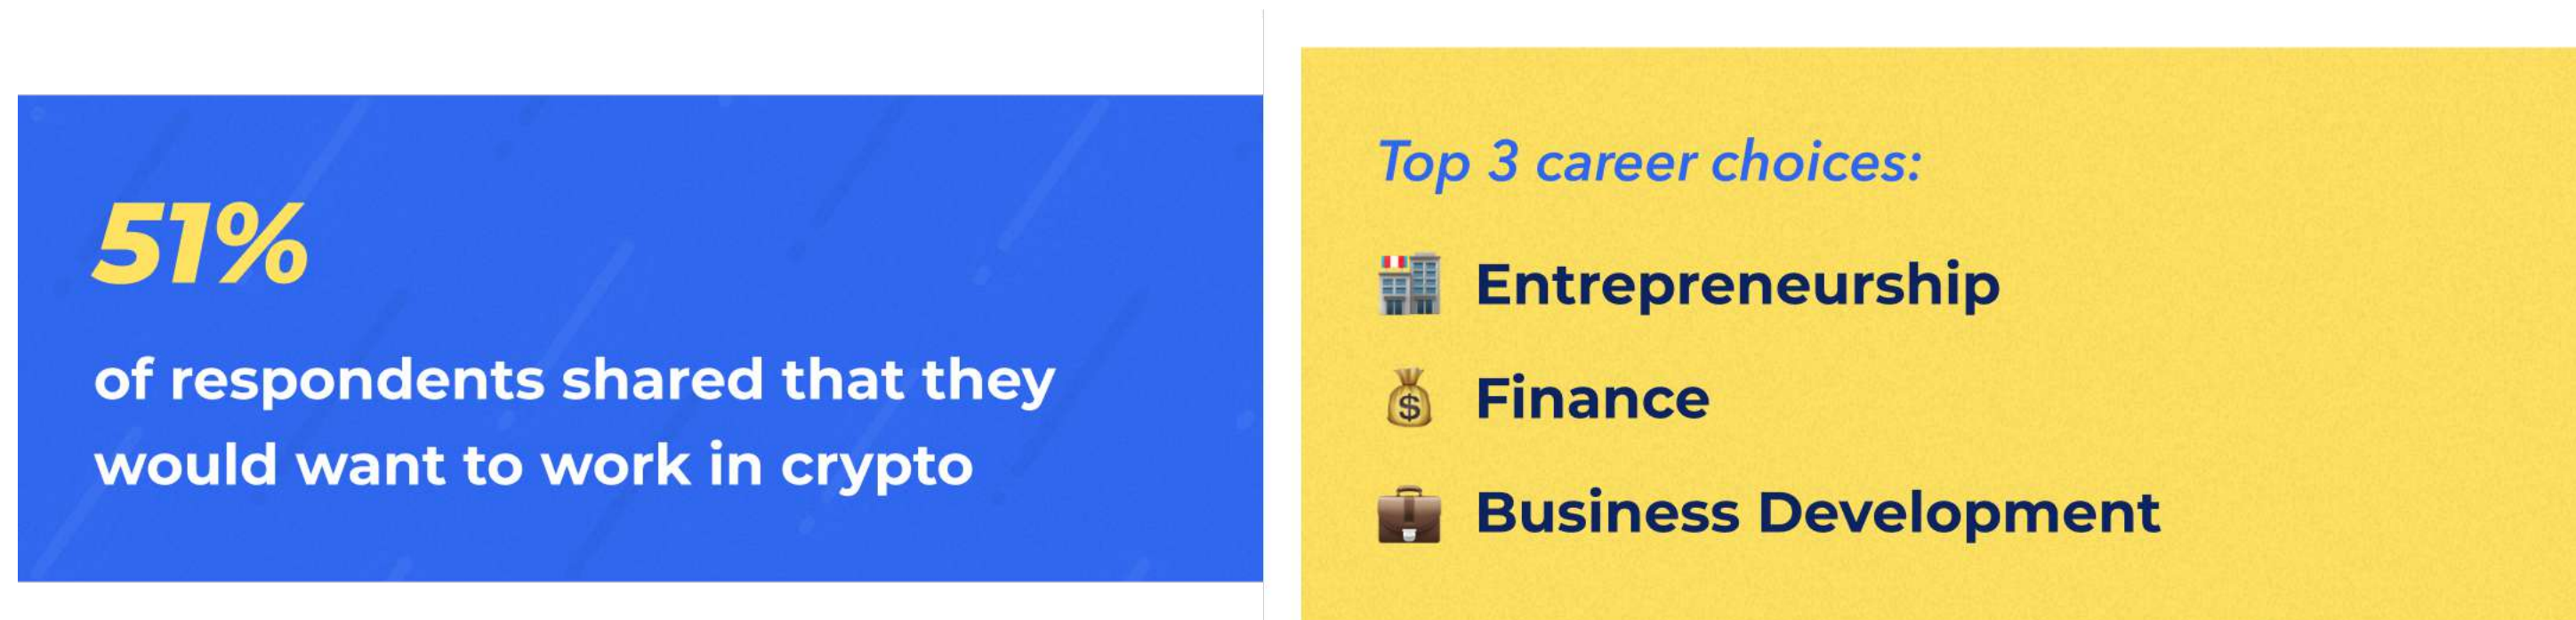 51%
of respondents shared that they
would want to work in crypto
Top 3 career choices:
Entrepreneurship
Finance
Business Development